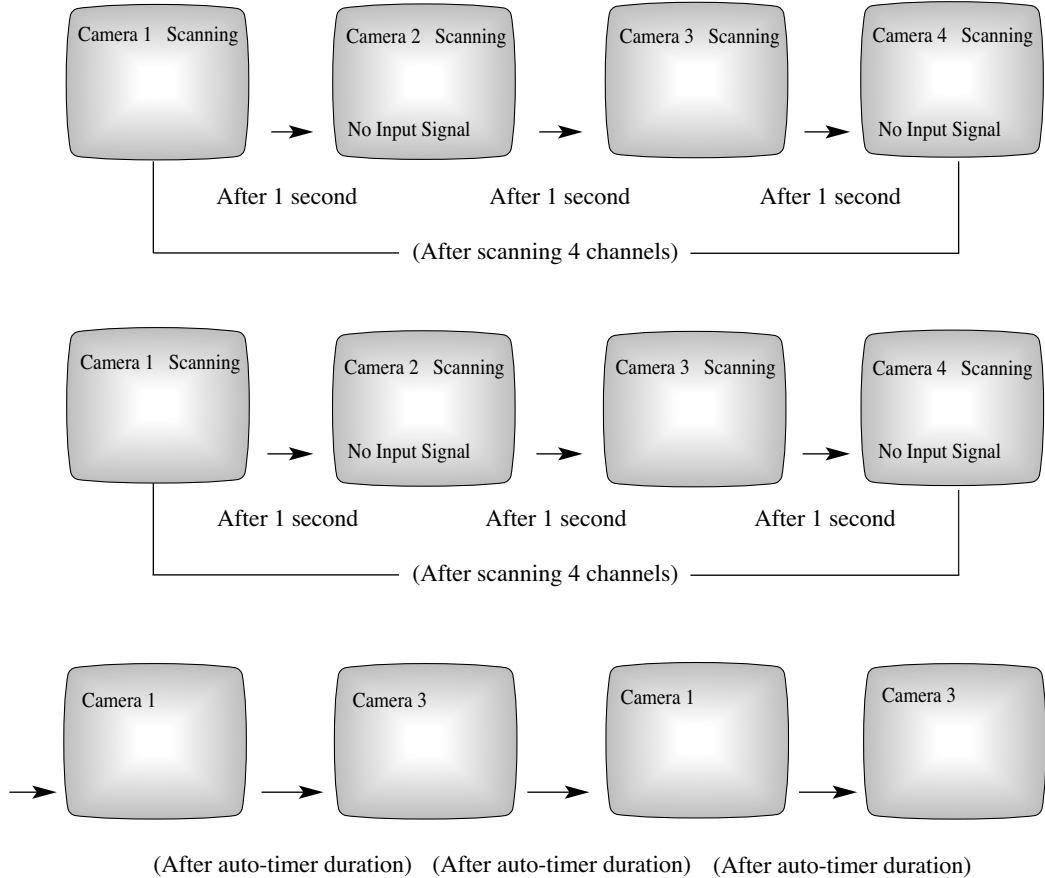 Camera 1 Scanning
Camera 2 Scanning
Camera 3 Scanning
Camera 4 Scanning
No Input Signal
No Input Signal
After 1 second
After 1 second
After 1 second
(After scanning 4 channels)
Camera 1 Scanning
Camera 2 Scanning
Camera 3 Scanning
Camera 4 Scanning
No Input Signal
No Input Signal
After 1 second
After 1 second
After 1 second
(After scanning 4 channels)
Camera 1
Camera 3
Camera 1
Camera 3
(After auto-timer duration)
(After auto-timer duration)
(After auto-timer duration)